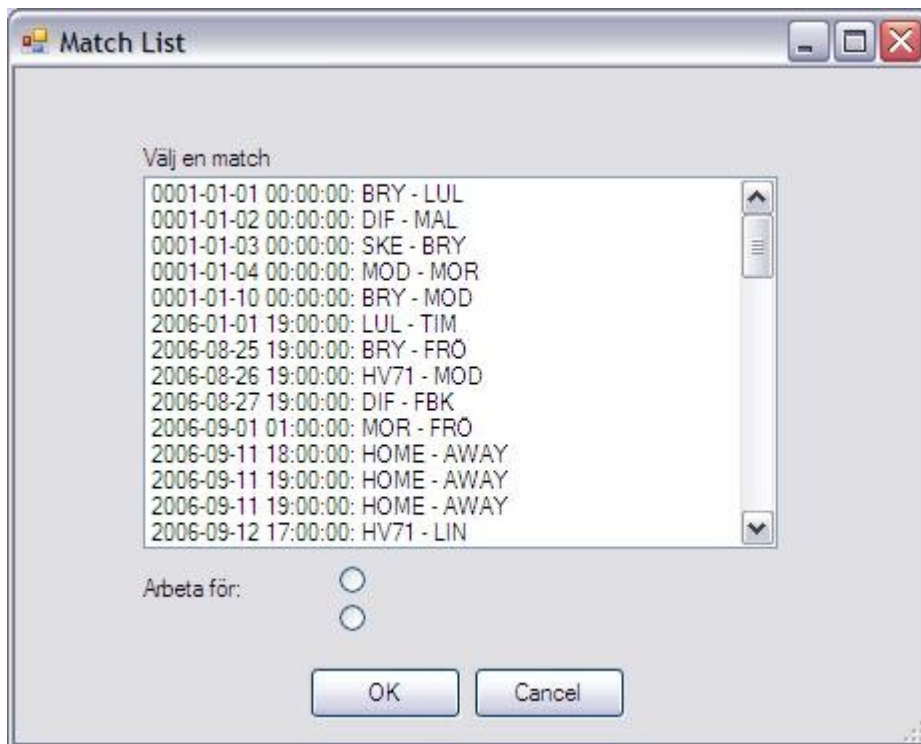 Match List
Välj en match
0001-01-01 00:00:00: BRY - LUL
0001-01-02 00:00:00: DIF - MAL
0001-01-03 00:00:00: SKE - BRY
0001-01-04 00:00:00: MOD - MOR
0001-01-10 00:00:00: BRY - MOD
2006-01-01 19:00:00: LUL - TIM
2006-08-25 19:00:00: BRY - FRÖ
2006-08-26 19:00:00: HV71 - MOD
2006-08-27 19:00:00: DIF - FBK
2006-09-01 01:00:00: MOR - FRÖ
2006-09-11 18:00:00: HOME - AWAY
2006-09-11 19:00:00: HOME - AWAY
2006-09-11 19:00:00: HOME - AWAY
2006-09-12 17:00:00: HV71 - LIN
Arbeta för:
OK Cancel